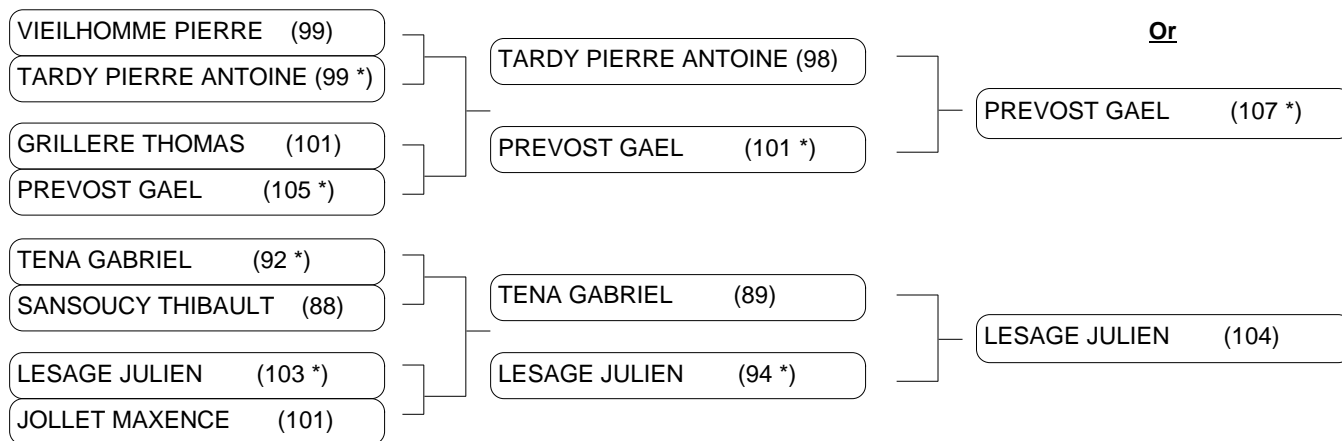 VIEILHOMME PIERRE (99)
TARDY PIERRE ANTOINE (99 *)
GRILLERE THOMAS (101)
PREVOST GAEL (105 *)
TENA GABRIEL (92 *)
SANSOUCY THIBAULT (88)
LESAGE JULIEN (103 *)
JOLLET MAXENCE (101)
TARDY PIERRE ANTOINE (98)
PREVOST GAEL (101 *)
TENA GABRIEL (89)
LESAGE JULIEN (94 *)
Or
PREVOST GAEL (107 *)
LESAGE JULIEN (104)